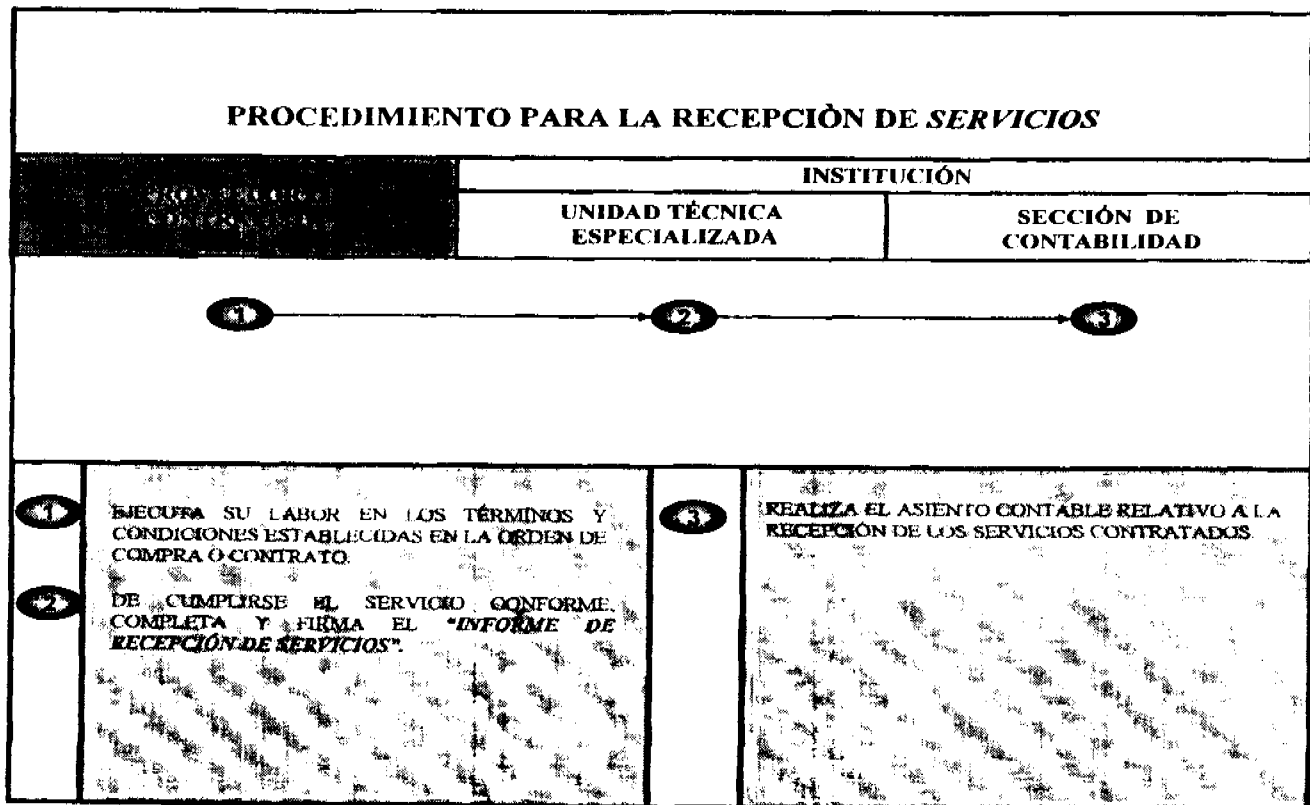 PROCEDIMIENTO PARA LA RECEPCIÒN DE SERVICIOS
INSTITUCIÓN
UNIDAD TÉCNICA
ESPECIALIZADA
SECCIÓN DE
CONTABILIDAD
1
2
3
1
EJECUTA SU LABOR EN LOS TÉRMINOS Y
CONDICIONES ESTABLECIDAS EN LA ORDEN DE
COMPRA O CONTRATO.
2
DE CUMPLIRSE EL SERVICIO CONFORME,
COMPLETA Y FIRMA EL "INFORME DE
RECEPCIÓN DE SERVICIOS".
3
REALIZA EL ASIENTO CONTABLE RELATIVO A LA
RECEPCIÓN DE LOS SERVICIOS CONTRATADOS.